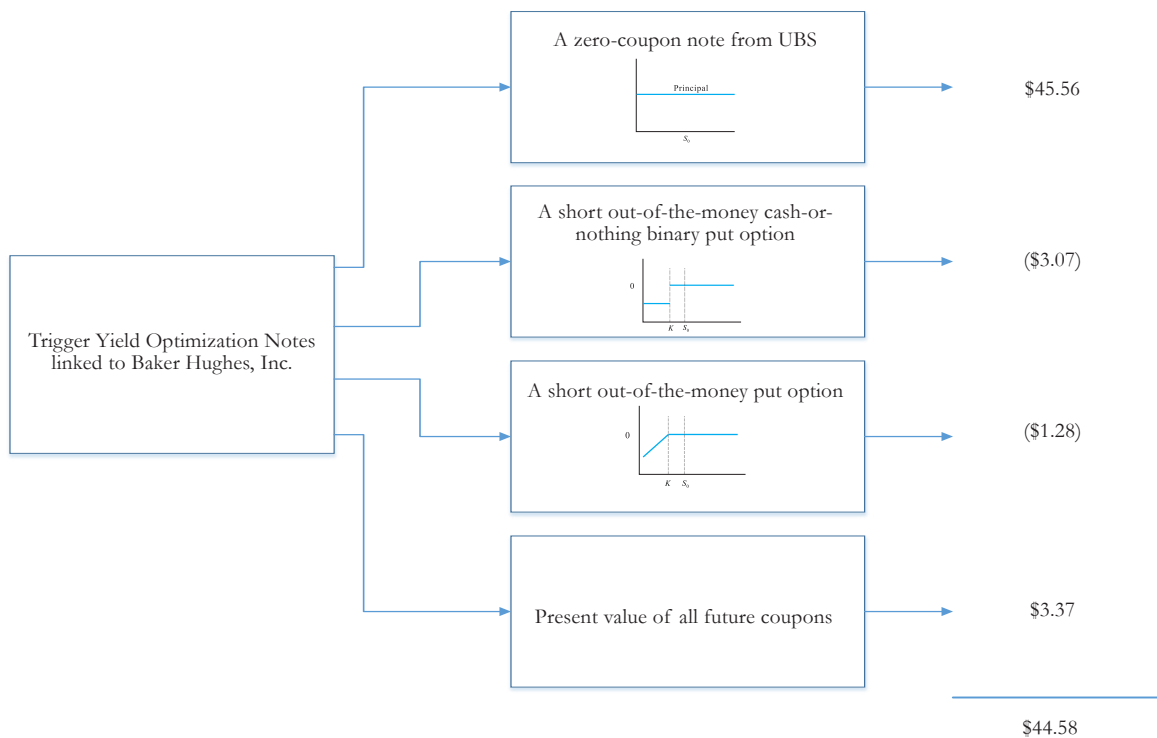 A zero-coupon note from UBS
Principal
S0
$45.56
A short out-of-the-money cash-or-
nothing binary put option
0
K S0
($3.07)
Trigger Yield Optimization Notes
linked to Baker Hughes, Inc.
A short out-of-the-money put option
0
K S0
($1.28)
Present value of all future coupons
$3.37
$44.58